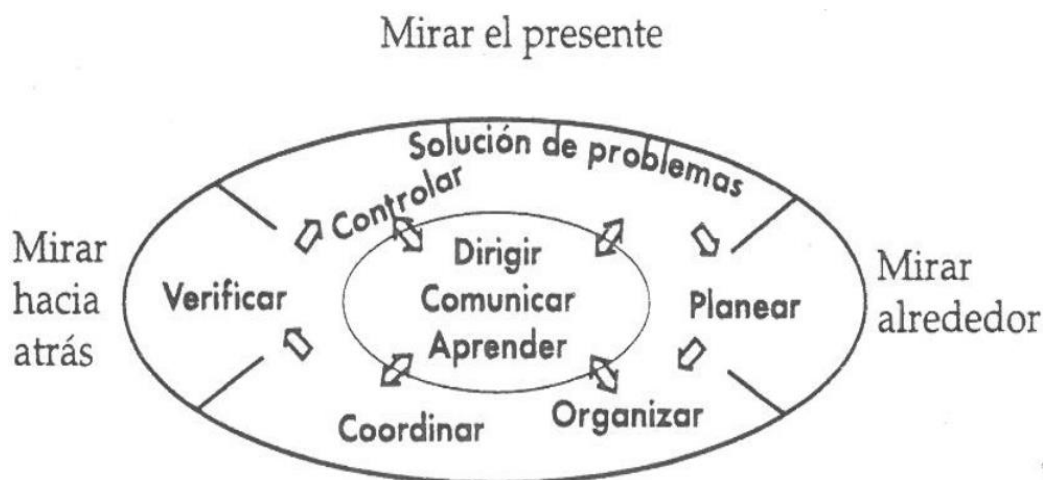 Mirar el presente
Solución de problemas
Controlar
Mirar
hacia
atrás
Verificar
Dirigir
Comunicar
Aprender
Planear
Mirar
alrededor
Coordinar
Organizar